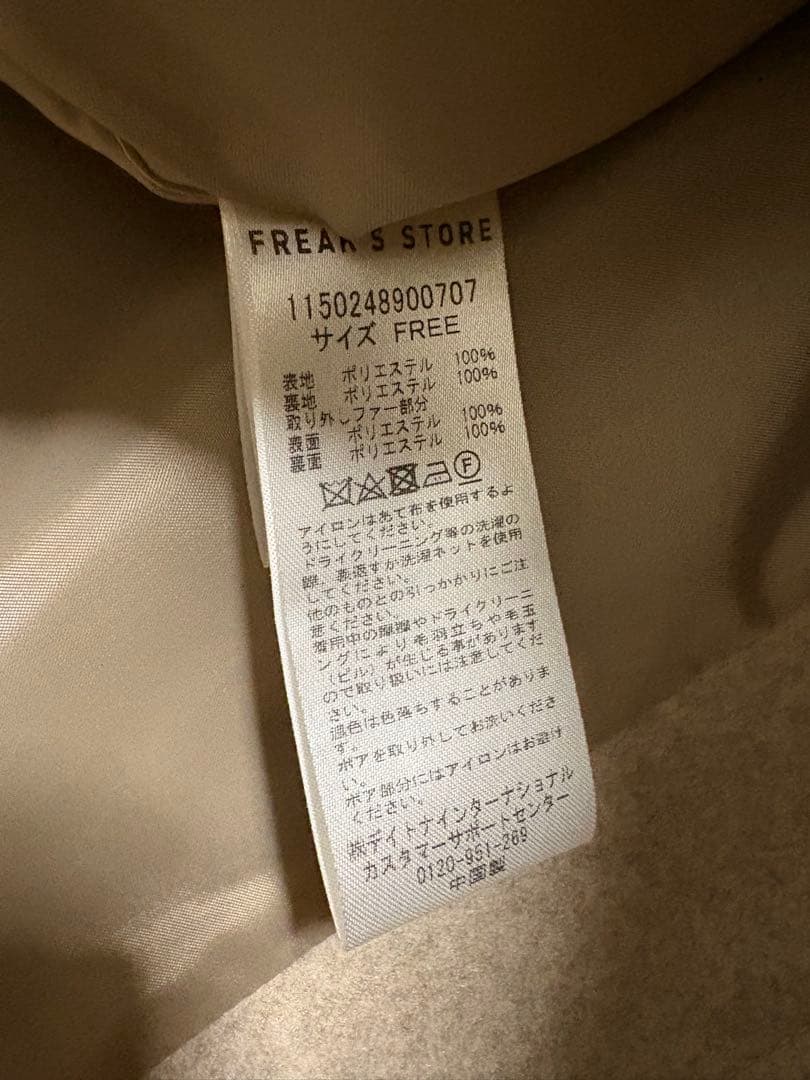 FREAK'S STORE
1150248900707
サイズ FREE
表地 ポリエステル 100%
裏地 ポリエステル 100%
取り外しファー部分
表面 ポリエステル 100%
裏面 ポリエステル 100%
F
アイロンはあて布を使用するよ
うにしてください。
ドライクリーニング等の洗濯の
際、裏返すか洗濯ネットを使用
してください。
他のものとの引っかかりにご注
意ください。
着用中の摩擦やドライクリーニ
ングにより毛羽立ちや毛玉
(ピル)が生じる事があります
ので取り扱いには注意してくだ
さい。
濃色は色落ちすることがありま
す。
ボアを取り外してお洗いくださ
い。
ボア部分にはアイロンはお避け
ください。
㈱デイトナインターナショナル
カスタマーサポートセンター
0120-951-269
中国製